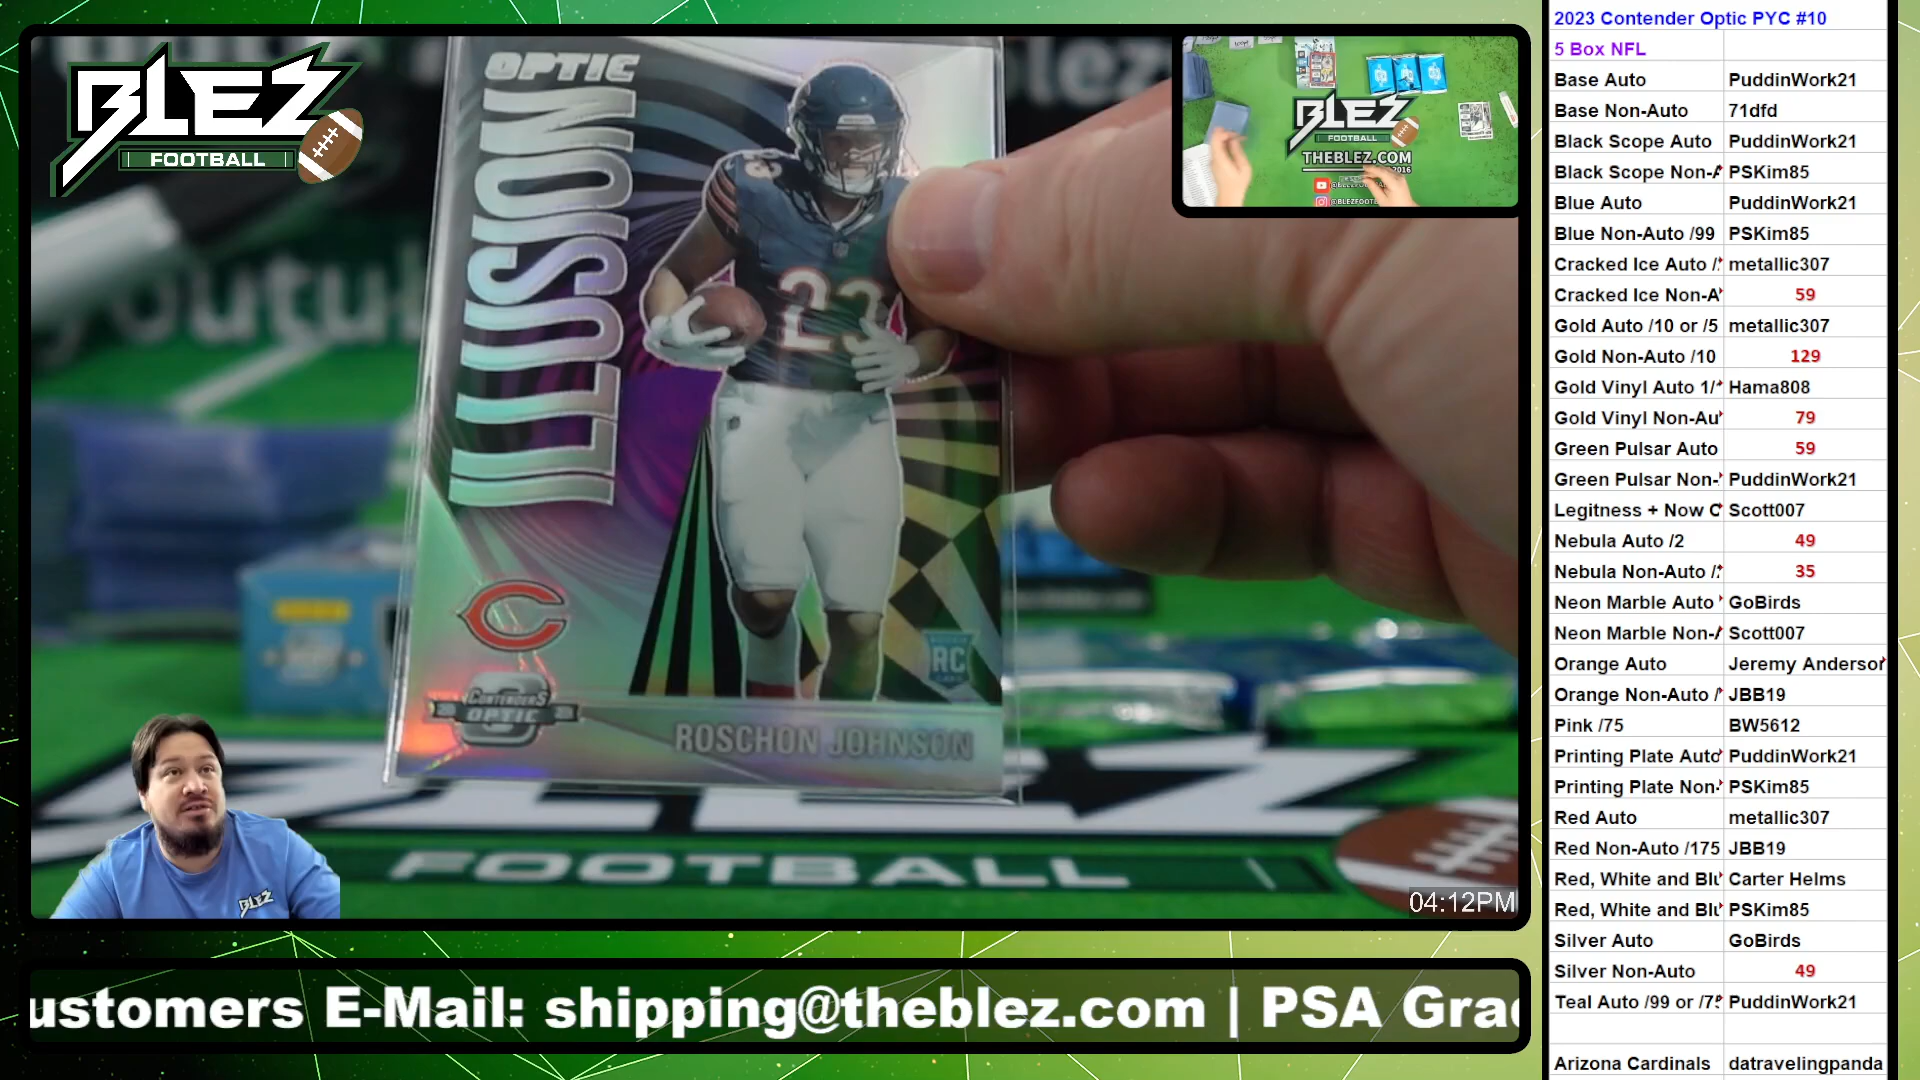 BLEZ
FOOTBALL
OPTIC
ILLUSION
23
RC
CONTENDERS
OPTIC
ROSCHON JOHNSON
FOOTBALL
BLEZ
FOOTBALL
THEBLEZ.COM
BLEZ
04:12PM
ustomers E-Mail: shipping@theblez.com | PSA Grad
2023 Contender Optic PYC #10
5 Box NFL
Base Auto PuddinWork21
Base Non-Auto 71dfd
Black Scope Auto PuddinWork21
Black Scope Non-A PSKim85
Blue Auto PuddinWork21
Blue Non-Auto /99 PSKim85
Cracked Ice Auto / metallic307
Cracked Ice Non-A 59
Gold Auto /10 or /5 metallic307
Gold Non-Auto /10 129
Gold Vinyl Auto 1/ Hama808
Gold Vinyl Non-Au 79
Green Pulsar Auto 59
Green Pulsar Non- PuddinWork21
Legitness + Now C Scott007
Nebula Auto /2 49
Nebula Non-Auto / 35
Neon Marble Auto GoBirds
Neon Marble Non-A Scott007
Orange Auto Jeremy Anderson
Orange Non-Auto / JBB19
Pink /75 BW5612
Printing Plate Auto PuddinWork21
Printing Plate Non- PSKim85
Red Auto metallic307
Red Non-Auto /175 JBB19
Red, White and Blu Carter Helms
Red, White and Blu PSKim85
Silver Auto GoBirds
Silver Non-Auto 49
Teal Auto /99 or /75 PuddinWork21
Arizona Cardinals datravelingpanda